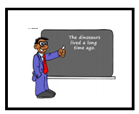 The dinosaurs
lived a long
time ago.